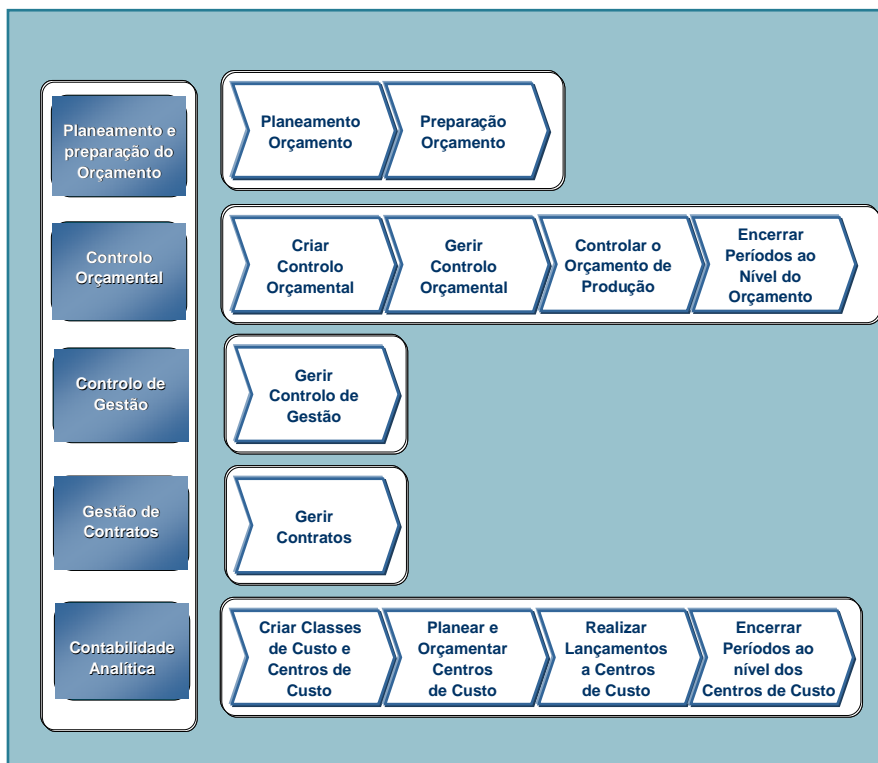 Planeamento e
preparação do
Orçamento
Planeamento
Orçamento
Preparação
Orçamento
Controlo
Orçamental
Criar
Controlo
Orçamental
Gerir
Controlo
Orçamental
Controlar o
Orçamento de
Produção
Encerrar
Períodos ao
Nível do
Orçamento
Controlo de
Gestão
Gerir
Controlo de
Gestão
Gestão de
Contratos
Gerir
Contratos
Contabilidade
Analítica
Criar Classes
de Custo e
Centros de
Custo
Planear e
Orçamentar
Centros
de Custo
Realizar
Lançamentos
a Centros
de Custo
Encerrar
Períodos ao
nível dos
Centros de Custo